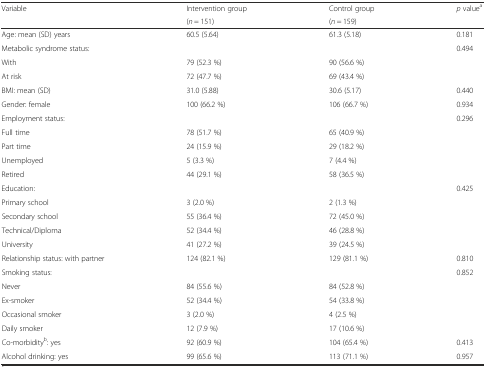 Variable Intervention group Control group p valueᵃ
(n = 151) (n = 159)
Age: mean (SD) years 60.5 (5.64) 61.3 (5.18) 0.181
Metabolic syndrome status: 0.494
With 79 (52.3 %) 90 (56.6 %)
At risk 72 (47.7 %) 69 (43.4 %)
BMI: mean (SD) 31.0 (5.88) 30.6 (5.17) 0.440
Gender: female 100 (66.2 %) 106 (66.7 %) 0.934
Employment status: 0.296
Full time 78 (51.7 %) 65 (40.9 %)
Part time 24 (15.9 %) 29 (18.2 %)
Unemployed 5 (3.3 %) 7 (4.4 %)
Retired 44 (29.1 %) 58 (36.5 %)
Education: 0.425
Primary school 3 (2.0 %) 2 (1.3 %)
Secondary school 55 (36.4 %) 72 (45.0 %)
Technical/Diploma 52 (34.4 %) 46 (28.8 %)
University 41 (27.2 %) 39 (24.5 %)
Relationship status: with partner 124 (82.1 %) 129 (81.1 %) 0.810
Smoking status: 0.852
Never 84 (55.6 %) 84 (52.8 %)
Ex-smoker 52 (34.4 %) 54 (33.8 %)
Occasional smoker 3 (2.0 %) 4 (2.5 %)
Daily smoker 12 (7.9 %) 17 (10.6 %)
Co-morbidityᵇ: yes 92 (60.9 %) 104 (65.4 %) 0.413
Alcohol drinking: yes 99 (65.6 %) 113 (71.1 %) 0.957